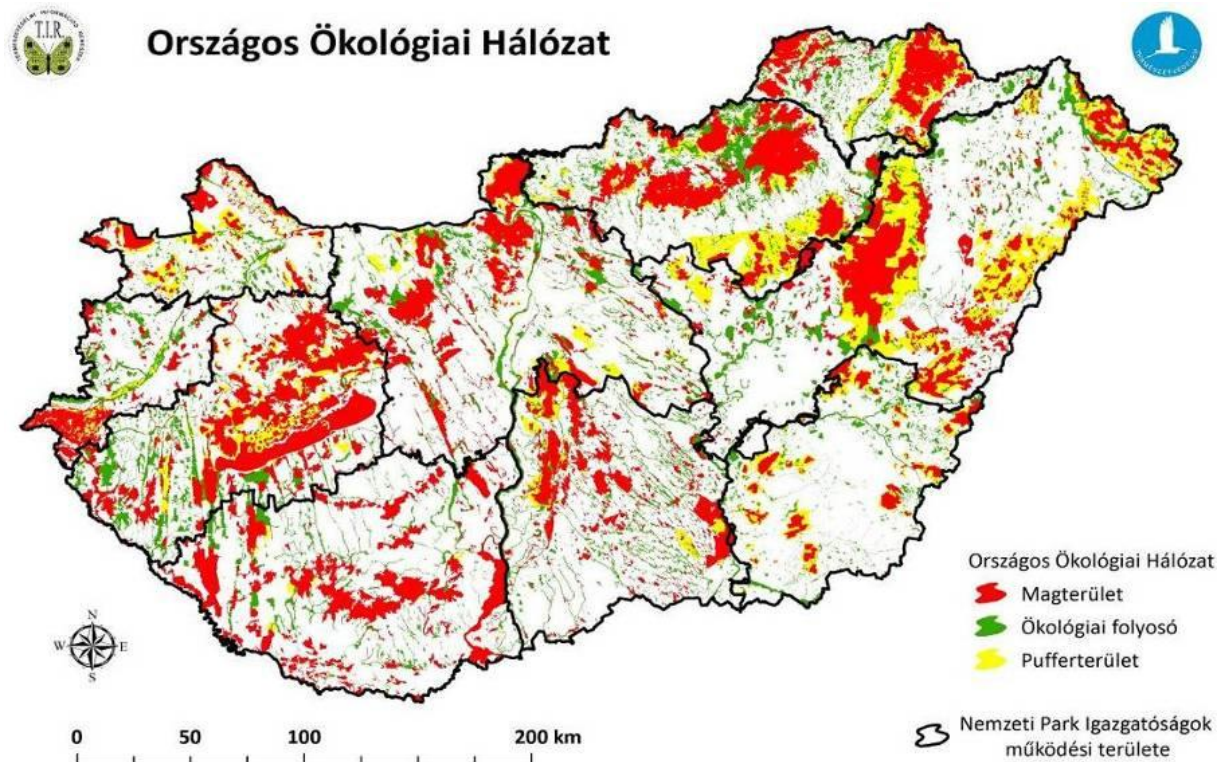 T.I.R.
Országos Ökológiai Hálózat
TERMÉSZETVÉDELEM
Országos Ökológiai Hálózat
Magterület
Ökológiai folyosó
Pufferterület
Nemzeti Park Igazgatóságok
működési területe
N
W E
S
0 50 100 200 km